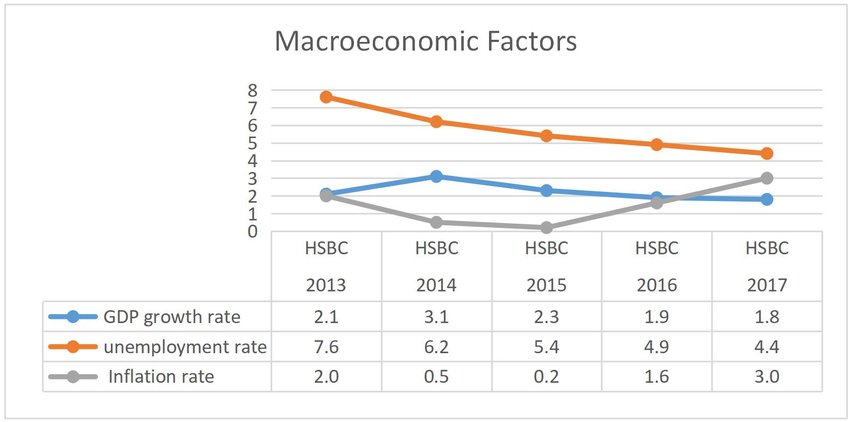 Macroeconomic Factors
8
7
6
5
4
3
2
1
0
HSBC HSBC HSBC HSBC HSBC
2013 2014 2015 2016 2017
GDP growth rate 2.1 3.1 2.3 1.9 1.8
unemployment rate 7.6 6.2 5.4 4.9 4.4
Inflation rate 2.0 0.5 0.2 1.6 3.0